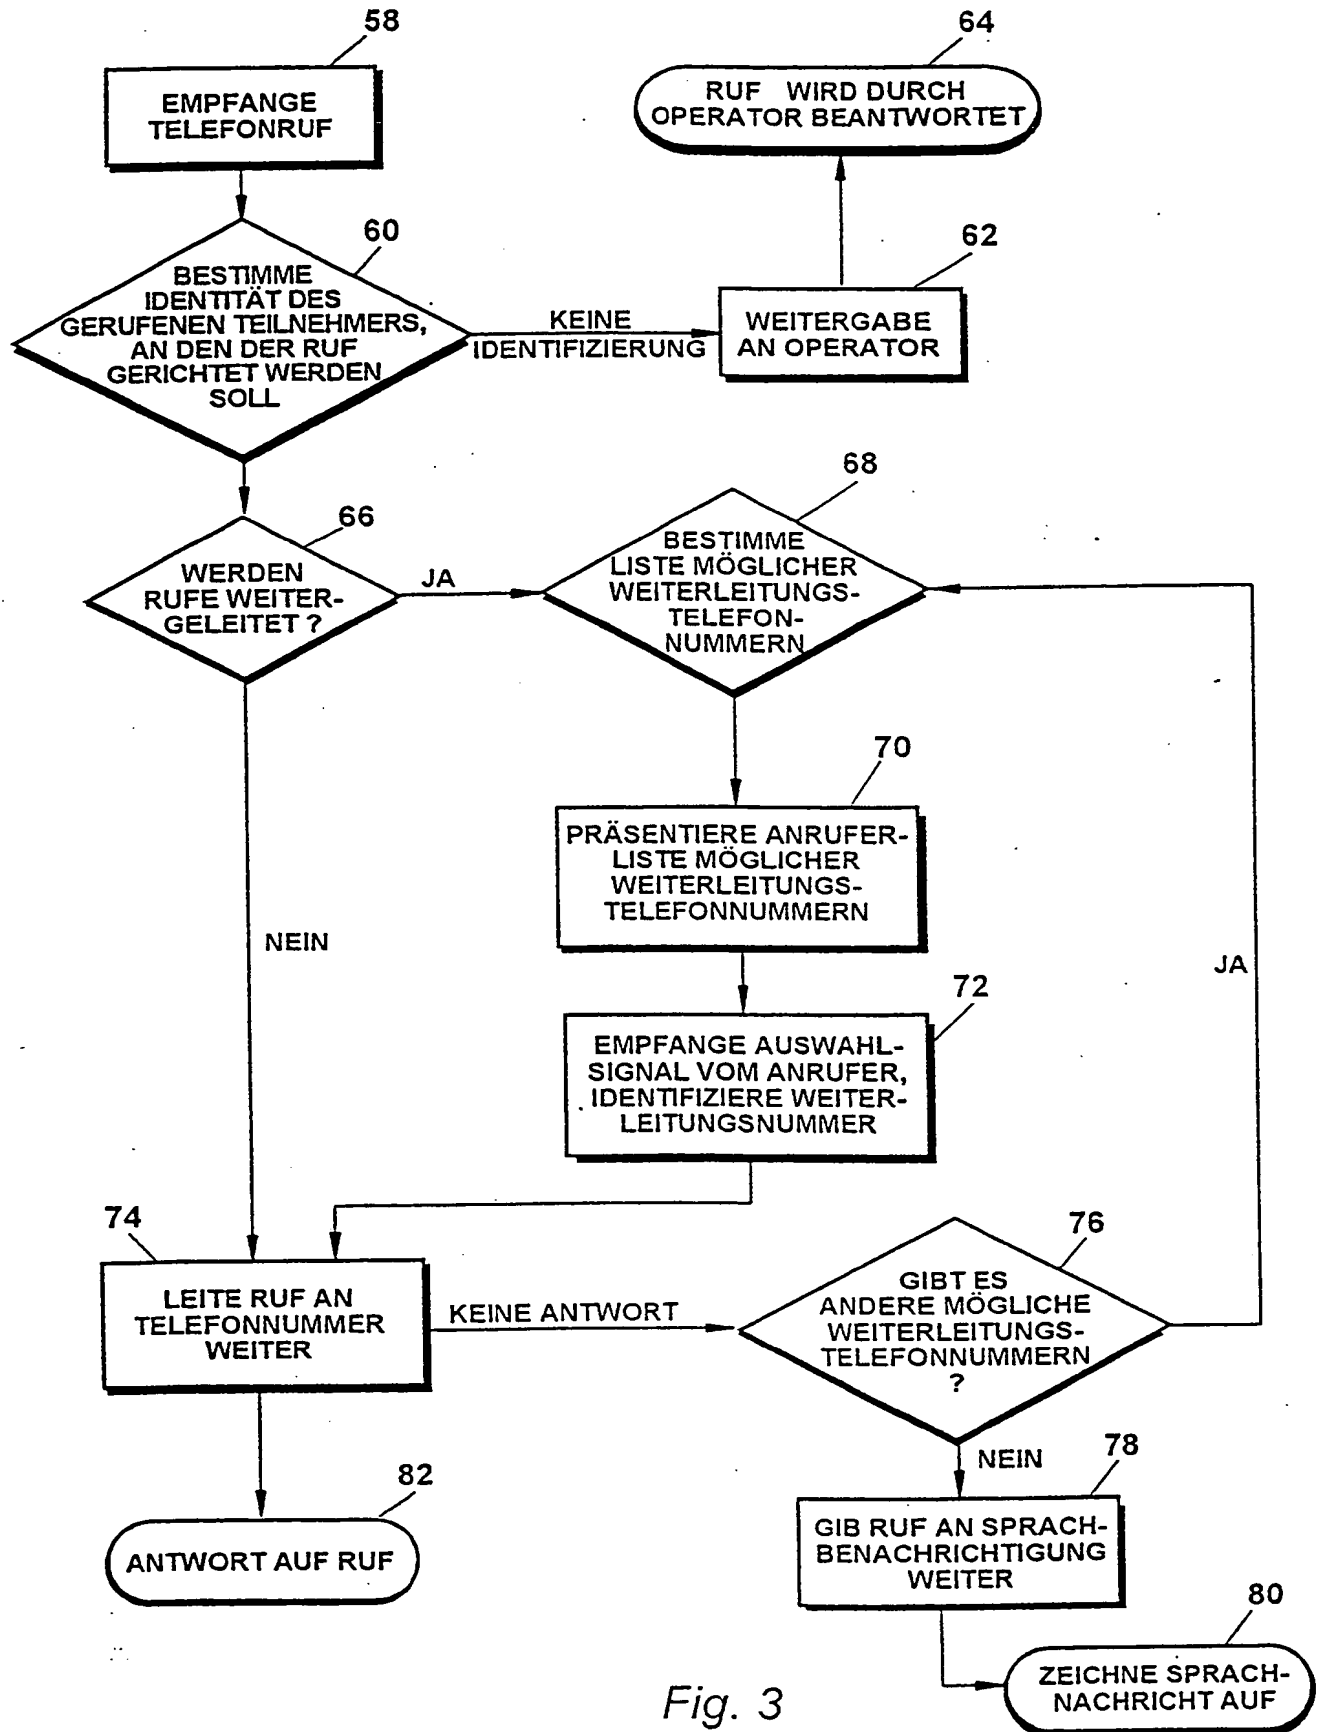 58
EMPFANGE
TELEFONRUF
64
RUF WIRD DURCH
OPERATOR BEANTWORTET
60
BESTIMME
IDENTITÄT DES
GERUFENEN TEILNEHMERS,
AN DEN DER RUF
GERICHTET WERDEN
SOLL
KEINE
IDENTIFIZIERUNG
62
WEITERGABE
AN OPERATOR
66
WERDEN
RUFE WEITER-
GELEITET ?
JA
68
BESTIMME
LISTE MÖGLICHER
WEITERLEITUNGS-
TELEFON-
NUMMERN
70
PRÄSENTIERE ANRUFER-
LISTE MÖGLICHER
WEITERLEITUNGS-
TELEFONNUMMERN
NEIN
JA
72
EMPFANGE AUSWAHL-
SIGNAL VOM ANRUFER,
IDENTIFIZIERE WEITER-
LEITUNGSNUMMER
74
LEITE RUF AN
TELEFONNUMMER
WEITER
KEINE ANTWORT
76
GIBT ES
ANDERE MÖGLICHE
WEITERLEITUNGS-
TELEFONNUMMERN
?
NEIN
78
GIB RUF AN SPRACH-
BENACHRICHTIGUNG
WEITER
82
ANTWORT AUF RUF
80
ZEICHNE SPRACH-
NACHRICHT AUF
Fig. 3